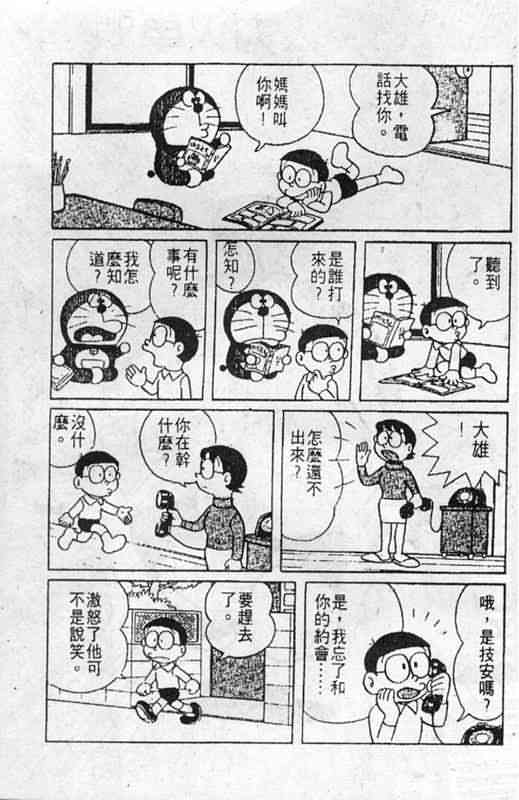 大雄，電
話找你。
媽媽叫
你啊！
聽到
了。
是誰打
來的？
怎知？
有什麼
事呢？
我怎
麼知
道？
大雄
！
怎麼還不
出來？
你在幹
什麼？
沒什
麼。
哦，是技安嗎？
是，我忘了和
你的約會……
要趕去
了。
激怒了他可
不是說笑。